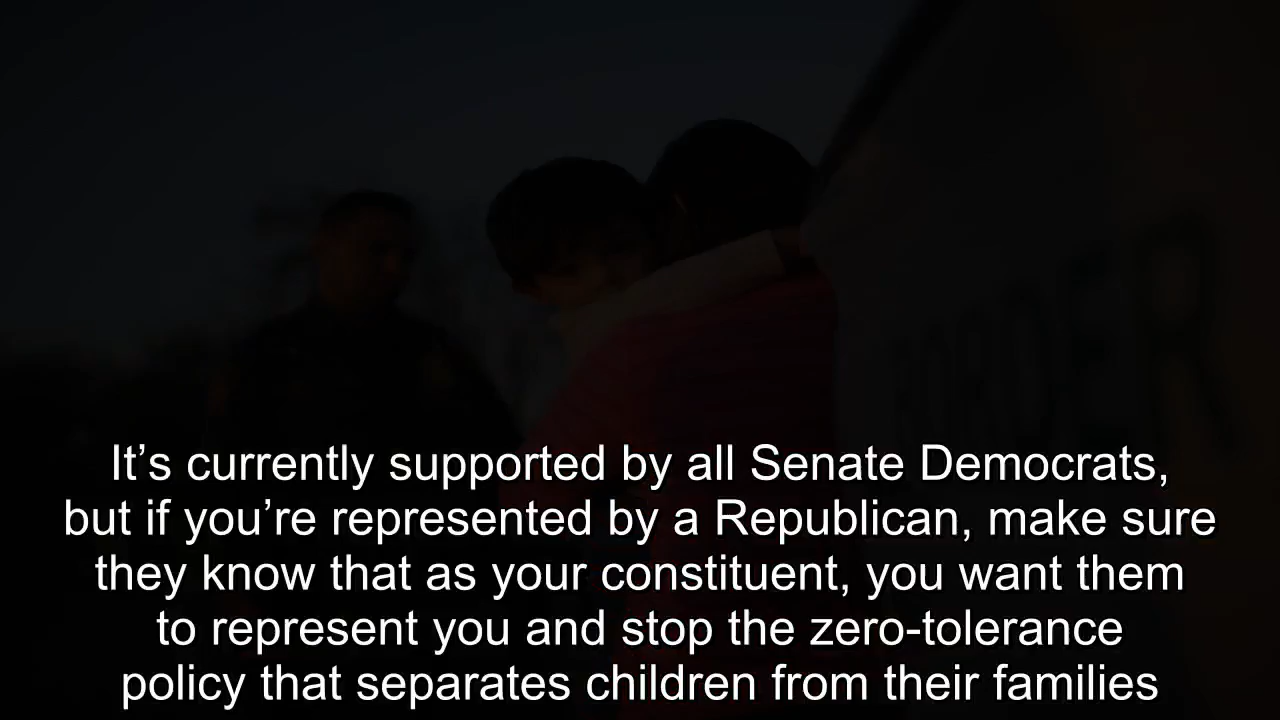 It’s currently supported by all Senate Democrats,
but if you’re represented by a Republican, make sure
they know that as your constituent, you want them
to represent you and stop the zero-tolerance
policy that separates children from their families